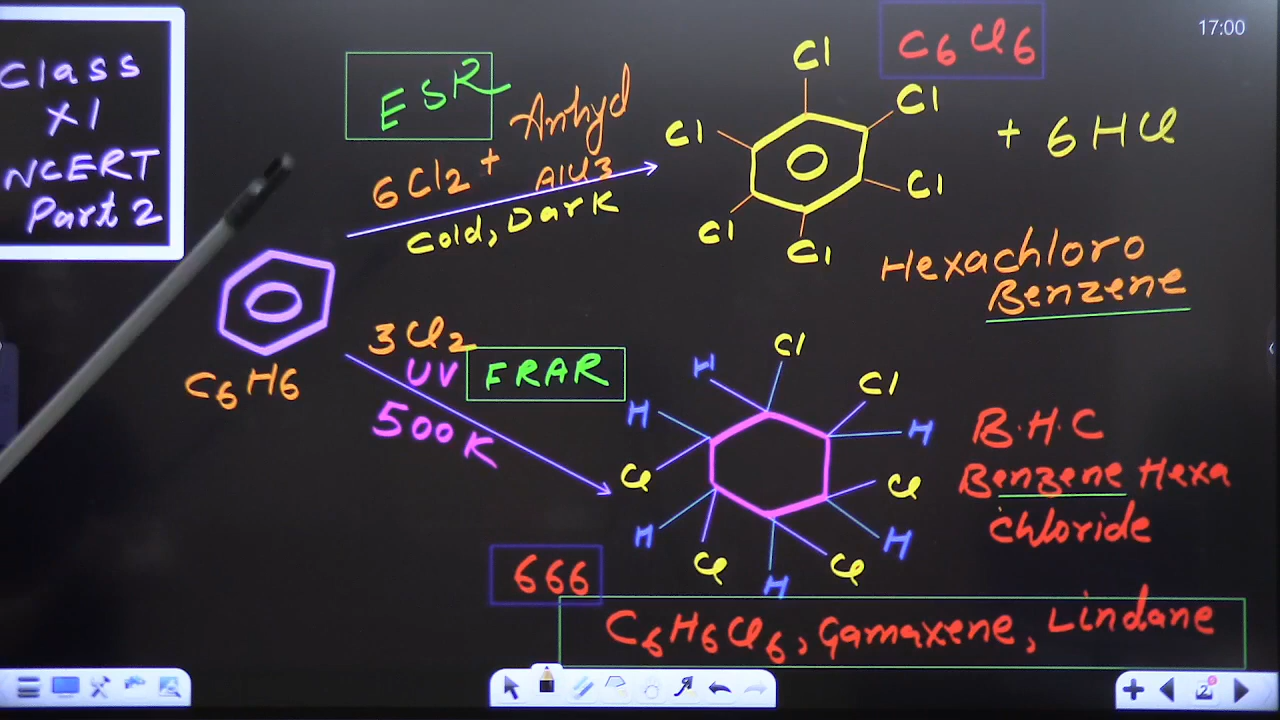 Class
XI
NCERT
Part 2
17:00
ESR
6Cl2 + Anhyd
AlCl3
Cold, Dark
Cl
Cl
Cl
Cl
Cl
Cl
C6Cl6
+ 6HCl
Hexachloro
Benzene
C6H6
3Cl2
UV
FRAR
500K
H
Cl
Cl
H
H
Cl
Cl
H
H
Cl
Cl
H
B.H.C
Benzene Hexa
chloride
666
C6H6Cl6, Gamaxene, Lindane
2